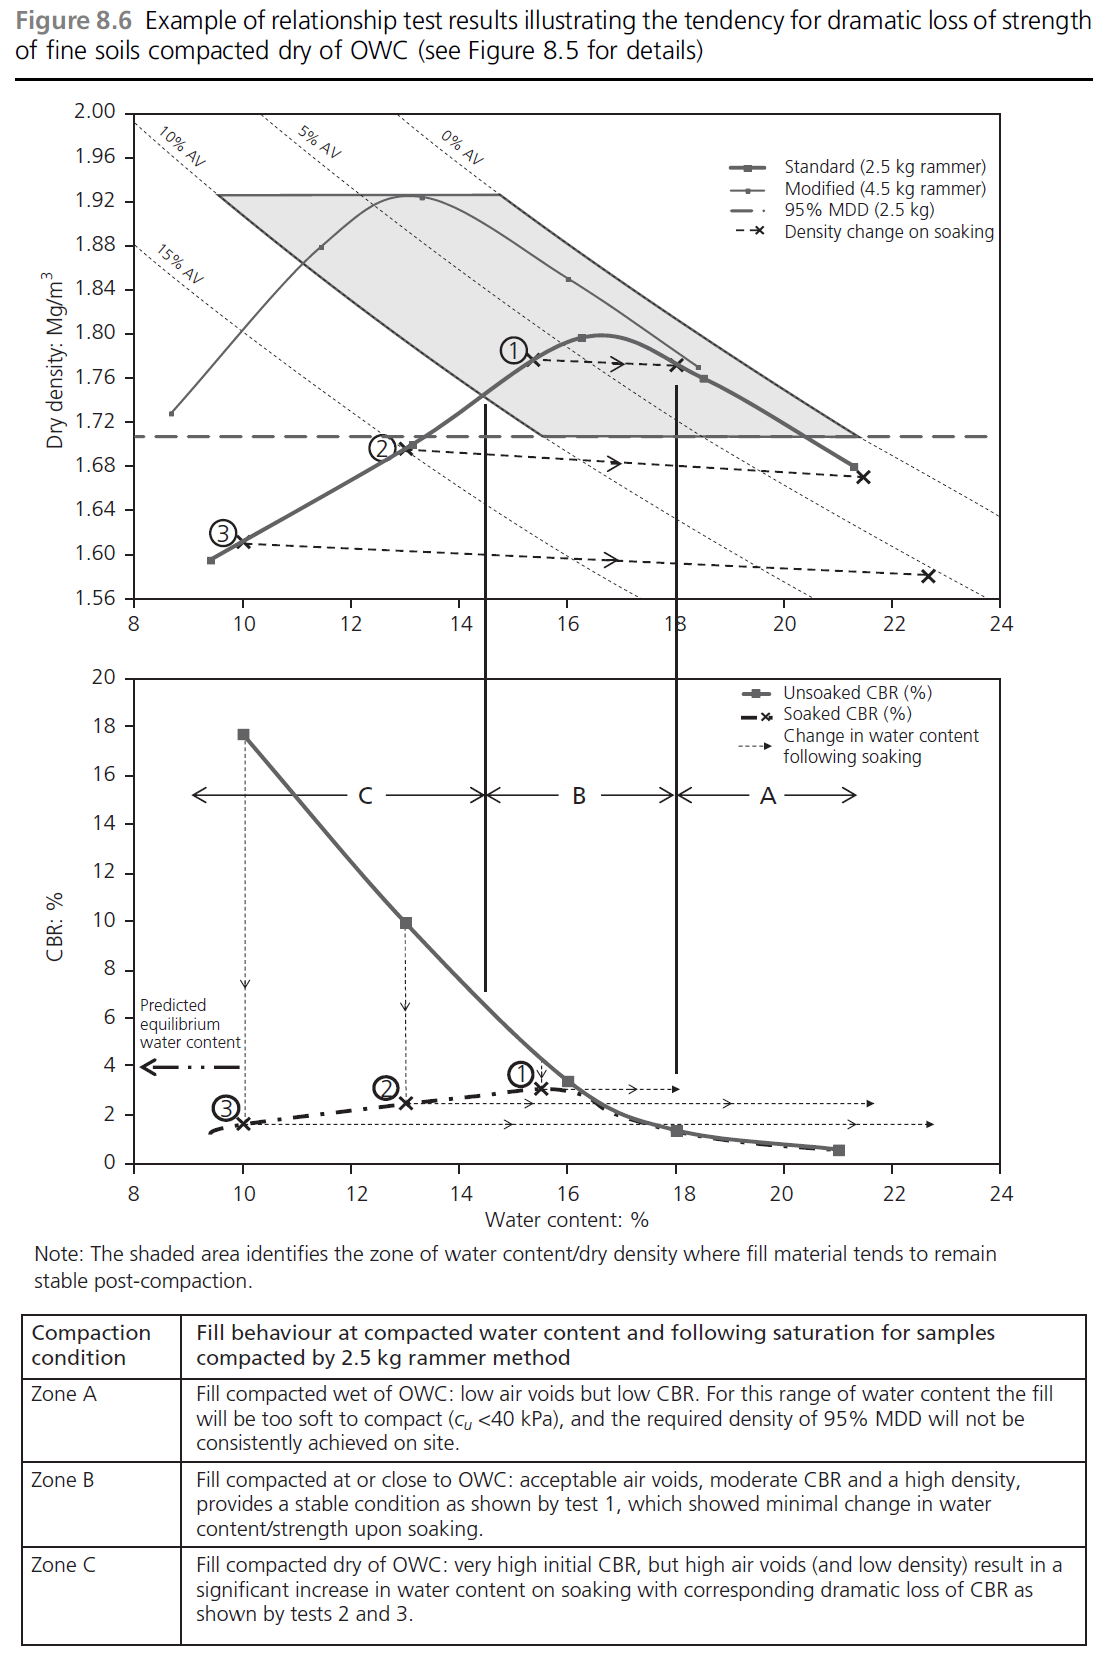 Figure 8.6 Example of relationship test results illustrating the tendency for dramatic loss of strength
of fine soils compacted dry of OWC (see Figure 8.5 for details)
2.00
1.96
1.92
1.88
1.84
1.80
1.76
1.72
1.68
1.64
1.60
1.56
Dry density: Mg/m³
10% AV
5% AV
0% AV
15% AV
Standard (2.5 kg rammer)
Modified (4.5 kg rammer)
95% MDD (2.5 kg)
Density change on soaking
1
2
3
8 10 12 14 16 18 20 22 24
20
18
16
14
12
10
8
6
4
2
0
CBR: %
Unsoaked CBR (%)
Soaked CBR (%)
Change in water content
following soaking
C B A
Predicted
equilibrium
water content
1
2
3
8 10 12 14 16 18 20 22 24
Water content: %
Note: The shaded area identifies the zone of water content/dry density where fill material tends to remain
stable post-compaction.
Compaction
condition
Fill behaviour at compacted water content and following saturation for samples
compacted by 2.5 kg rammer method
Zone A
Fill compacted wet of OWC: low air voids but low CBR. For this range of water content the fill
will be too soft to compact (cu <40 kPa), and the required density of 95% MDD will not be
consistently achieved on site.
Zone B
Fill compacted at or close to OWC: acceptable air voids, moderate CBR and a high density,
provides a stable condition as shown by test 1, which showed minimal change in water
content/strength upon soaking.
Zone C
Fill compacted dry of OWC: very high initial CBR, but high air voids (and low density) result in a
significant increase in water content on soaking with corresponding dramatic loss of CBR as
shown by tests 2 and 3.